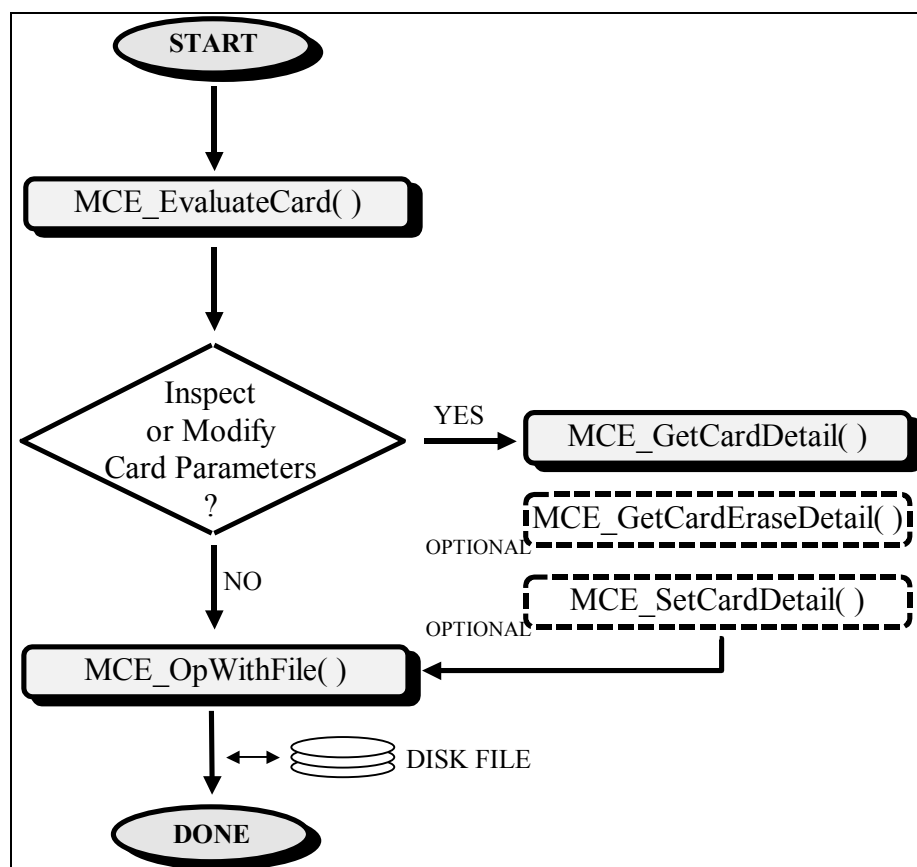 START
MCE_EvaluateCard( )
Inspect
or Modify
Card Parameters
?
YES
MCE_GetCardDetail( )
MCE_GetCardEraseDetail( )
OPTIONAL
MCE_SetCardDetail( )
OPTIONAL
NO
MCE_OpWithFile( )
DISK FILE
DONE